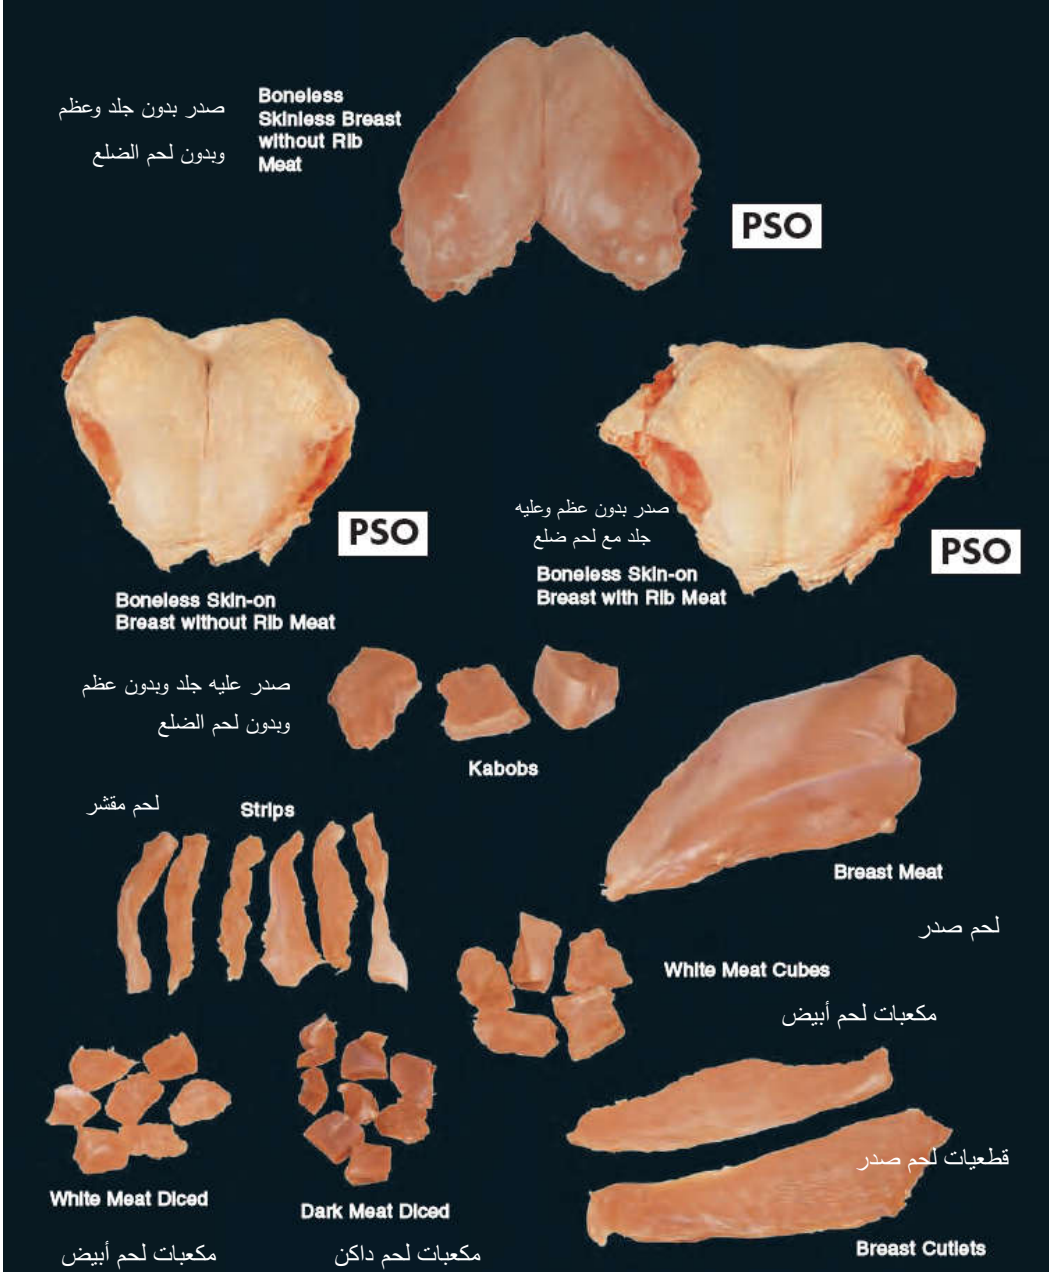 صدر بدون جلد وعظم
وبدون لحم الضلع
Boneless
Skinless Breast
without Rib
Meat
PSO
PSO
Boneless Skin-on
Breast without Rib Meat
صدر بدون عظم وعليه
جلد مع لحم ضلع
PSO
Boneless Skin-on
Breast with Rib Meat
صدر عليه جلد وبدون عظم
وبدون لحم الضلع
Kabobs
لحم مقشر
Strips
Breast Meat
لحم صدر
White Meat Cubes
مكعبات لحم أبيض
White Meat Diced
مكعبات لحم أبيض
Dark Meat Diced
مكعبات لحم داكن
قطعيات لحم صدر
Breast Cutlets